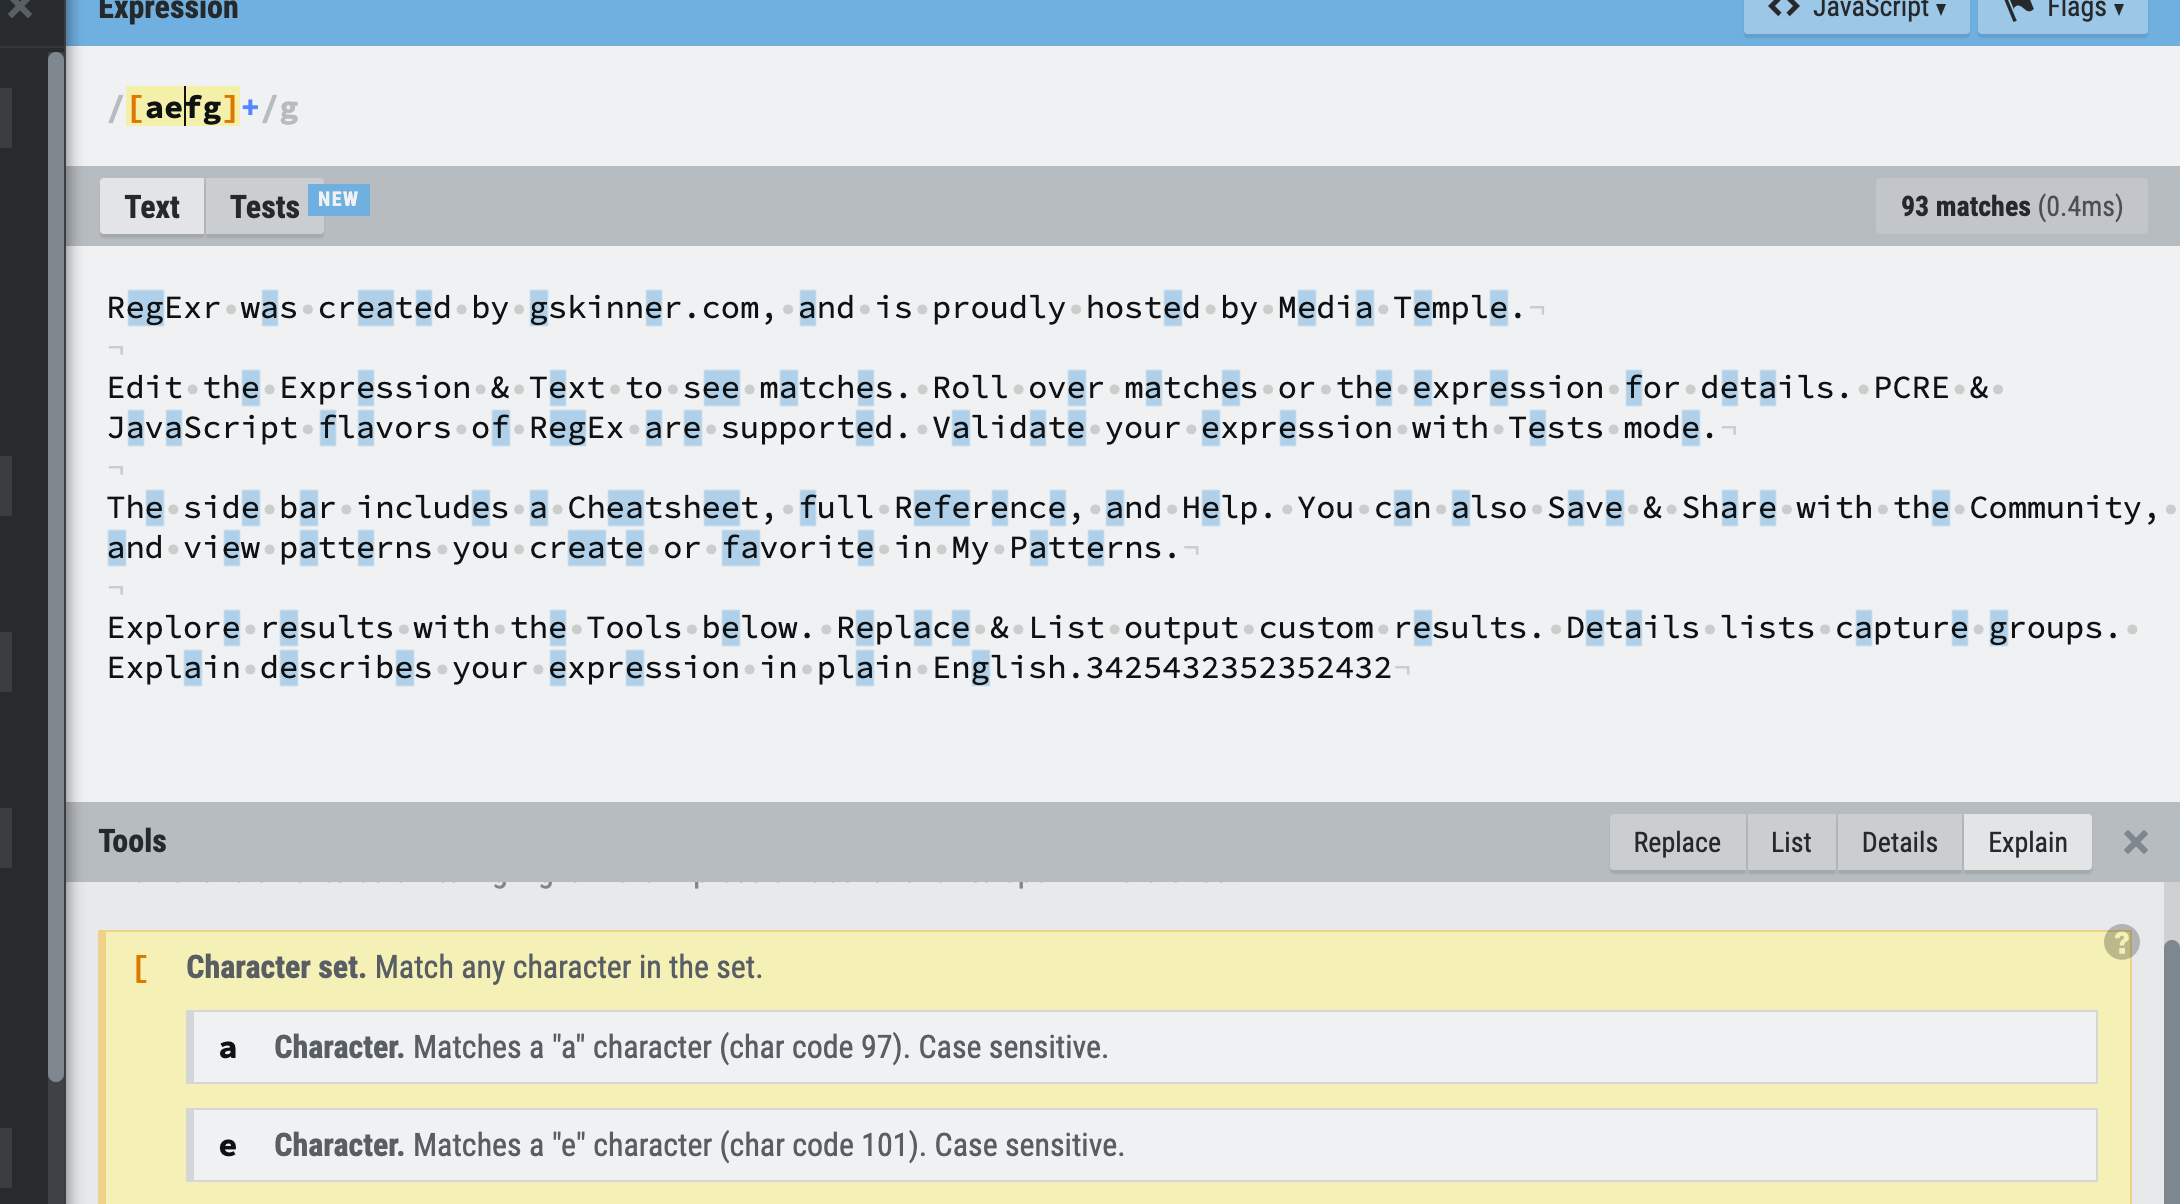 Expression
<> JavaScript ▾
Flags ▾
/[aefg]+/g
Text
Tests
NEW
93 matches (0.4ms)
RegExr was created by gskinner.com, and is proudly hosted by Media Temple.
Edit the Expression & Text to see matches. Roll over matches or the expression for details. PCRE &
JavaScript flavors of RegEx are supported. Validate your expression with Tests mode.
The side bar includes a Cheatsheet, full Reference, and Help. You can also Save & Share with the Community,
and view patterns you create or favorite in My Patterns.
Explore results with the Tools below. Replace & List output custom results. Details lists capture groups.
Explain describes your expression in plain English.3425432352352432
Tools
Replace
List
Details
Explain
?
[ Character set. Match any character in the set.
a Character. Matches a "a" character (char code 97). Case sensitive.
e Character. Matches a "e" character (char code 101). Case sensitive.